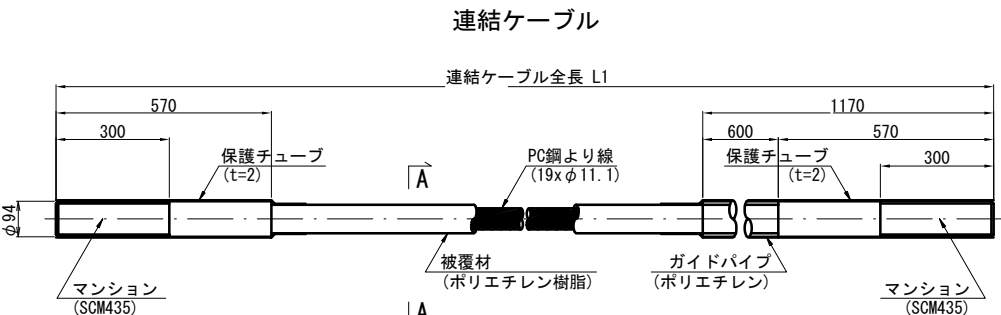 連結ケーブル
連結ケーブル全長 L1
570
1170
300
600
570
300
保護チューブ
(t=2)
A
PC鋼より線
(19xφ11.1)
保護チューブ
(t=2)
φ94
被覆材
(ポリエチレン樹脂)
ガイドパイプ
(ポリエチレン)
マンション
(SCM435)
A
マンション
(SCM435)